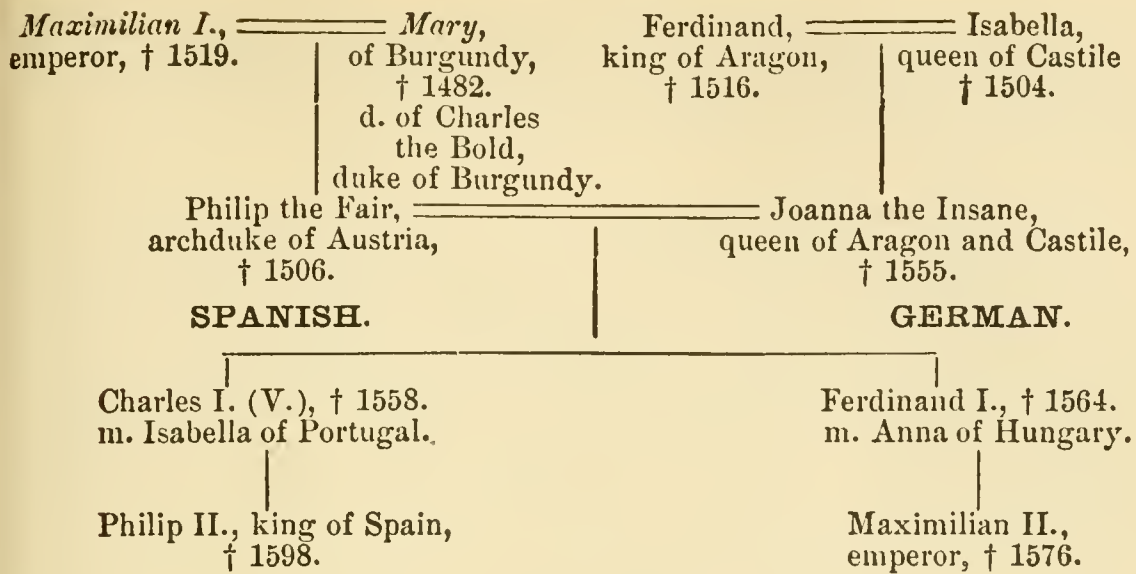 Maximilian I., Mary, Ferdinand, Isabella,
emperor, † 1519. of Burgundy, king of Aragon, queen of Castile
† 1482. † 1516. † 1504.
d. of Charles
the Bold,
duke of Burgundy.
Philip the Fair, Joanna the Insane,
archduke of Austria, queen of Aragon and Castile,
† 1506. † 1555.
SPANISH. GERMAN.
Charles I. (V.), † 1558. Ferdinand I., † 1564.
m. Isabella of Portugal. m. Anna of Hungary.
Philip II., king of Spain, Maximilian II.,
† 1598. emperor, † 1576.